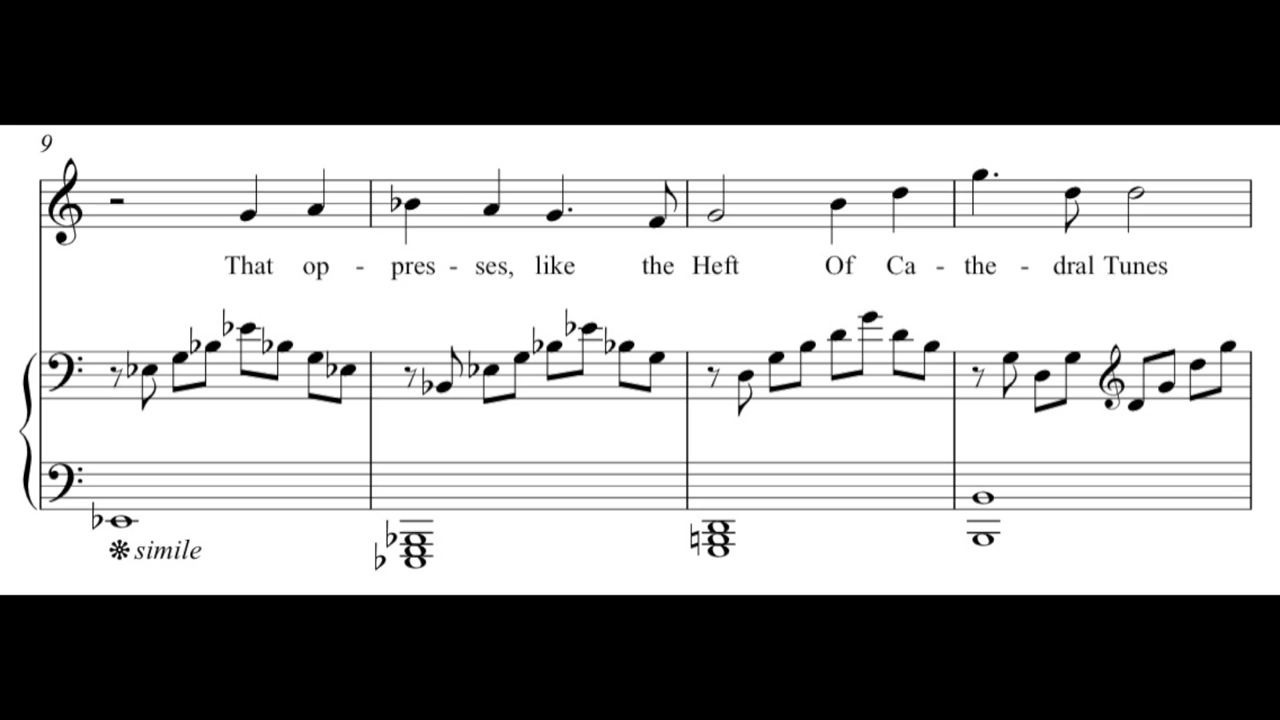 9
That op - pres - ses, like the Heft Of Ca - the - dral Tunes
simile